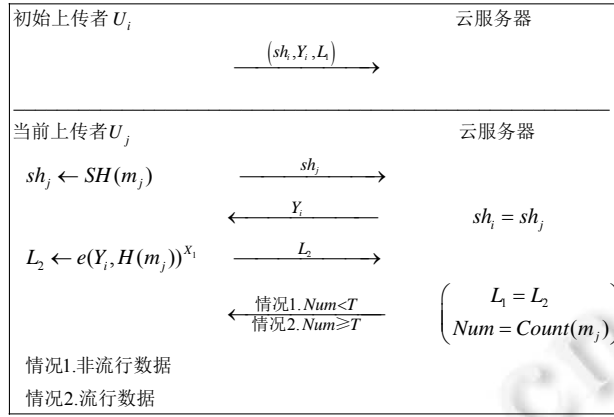 初始上传者 U_i 云服务器
(sh_i, Y_i, L_1)
当前上传者 U_j 云服务器
sh_j ← SH(m_j) sh_j
Y_i sh_i = sh_j
L_2 ← e(Y_i, H(m_j))^{X_1} L_2
情况1.Num<T L_1 = L_2
情况2.Num≥T Num = Count(m_j)
情况1.非流行数据
情况2.流行数据